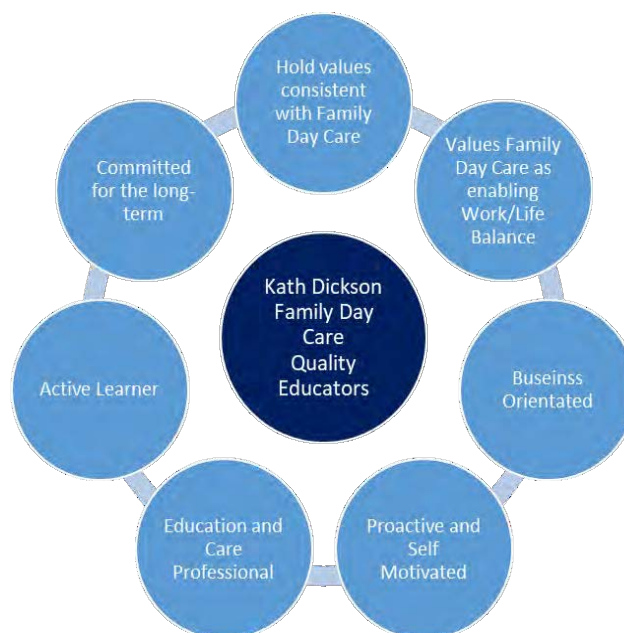 Hold values
consistent with Family
Day Care
Values Family
Day Care as
enabling
Work/Life
Balance
Buseinss
Orientated
Proactive and
Self
Motivated
Education and
Care
Professional
Active Learner
Committed
for the long-
term
Kath Dickson
Family Day
Care
Quality
Educators